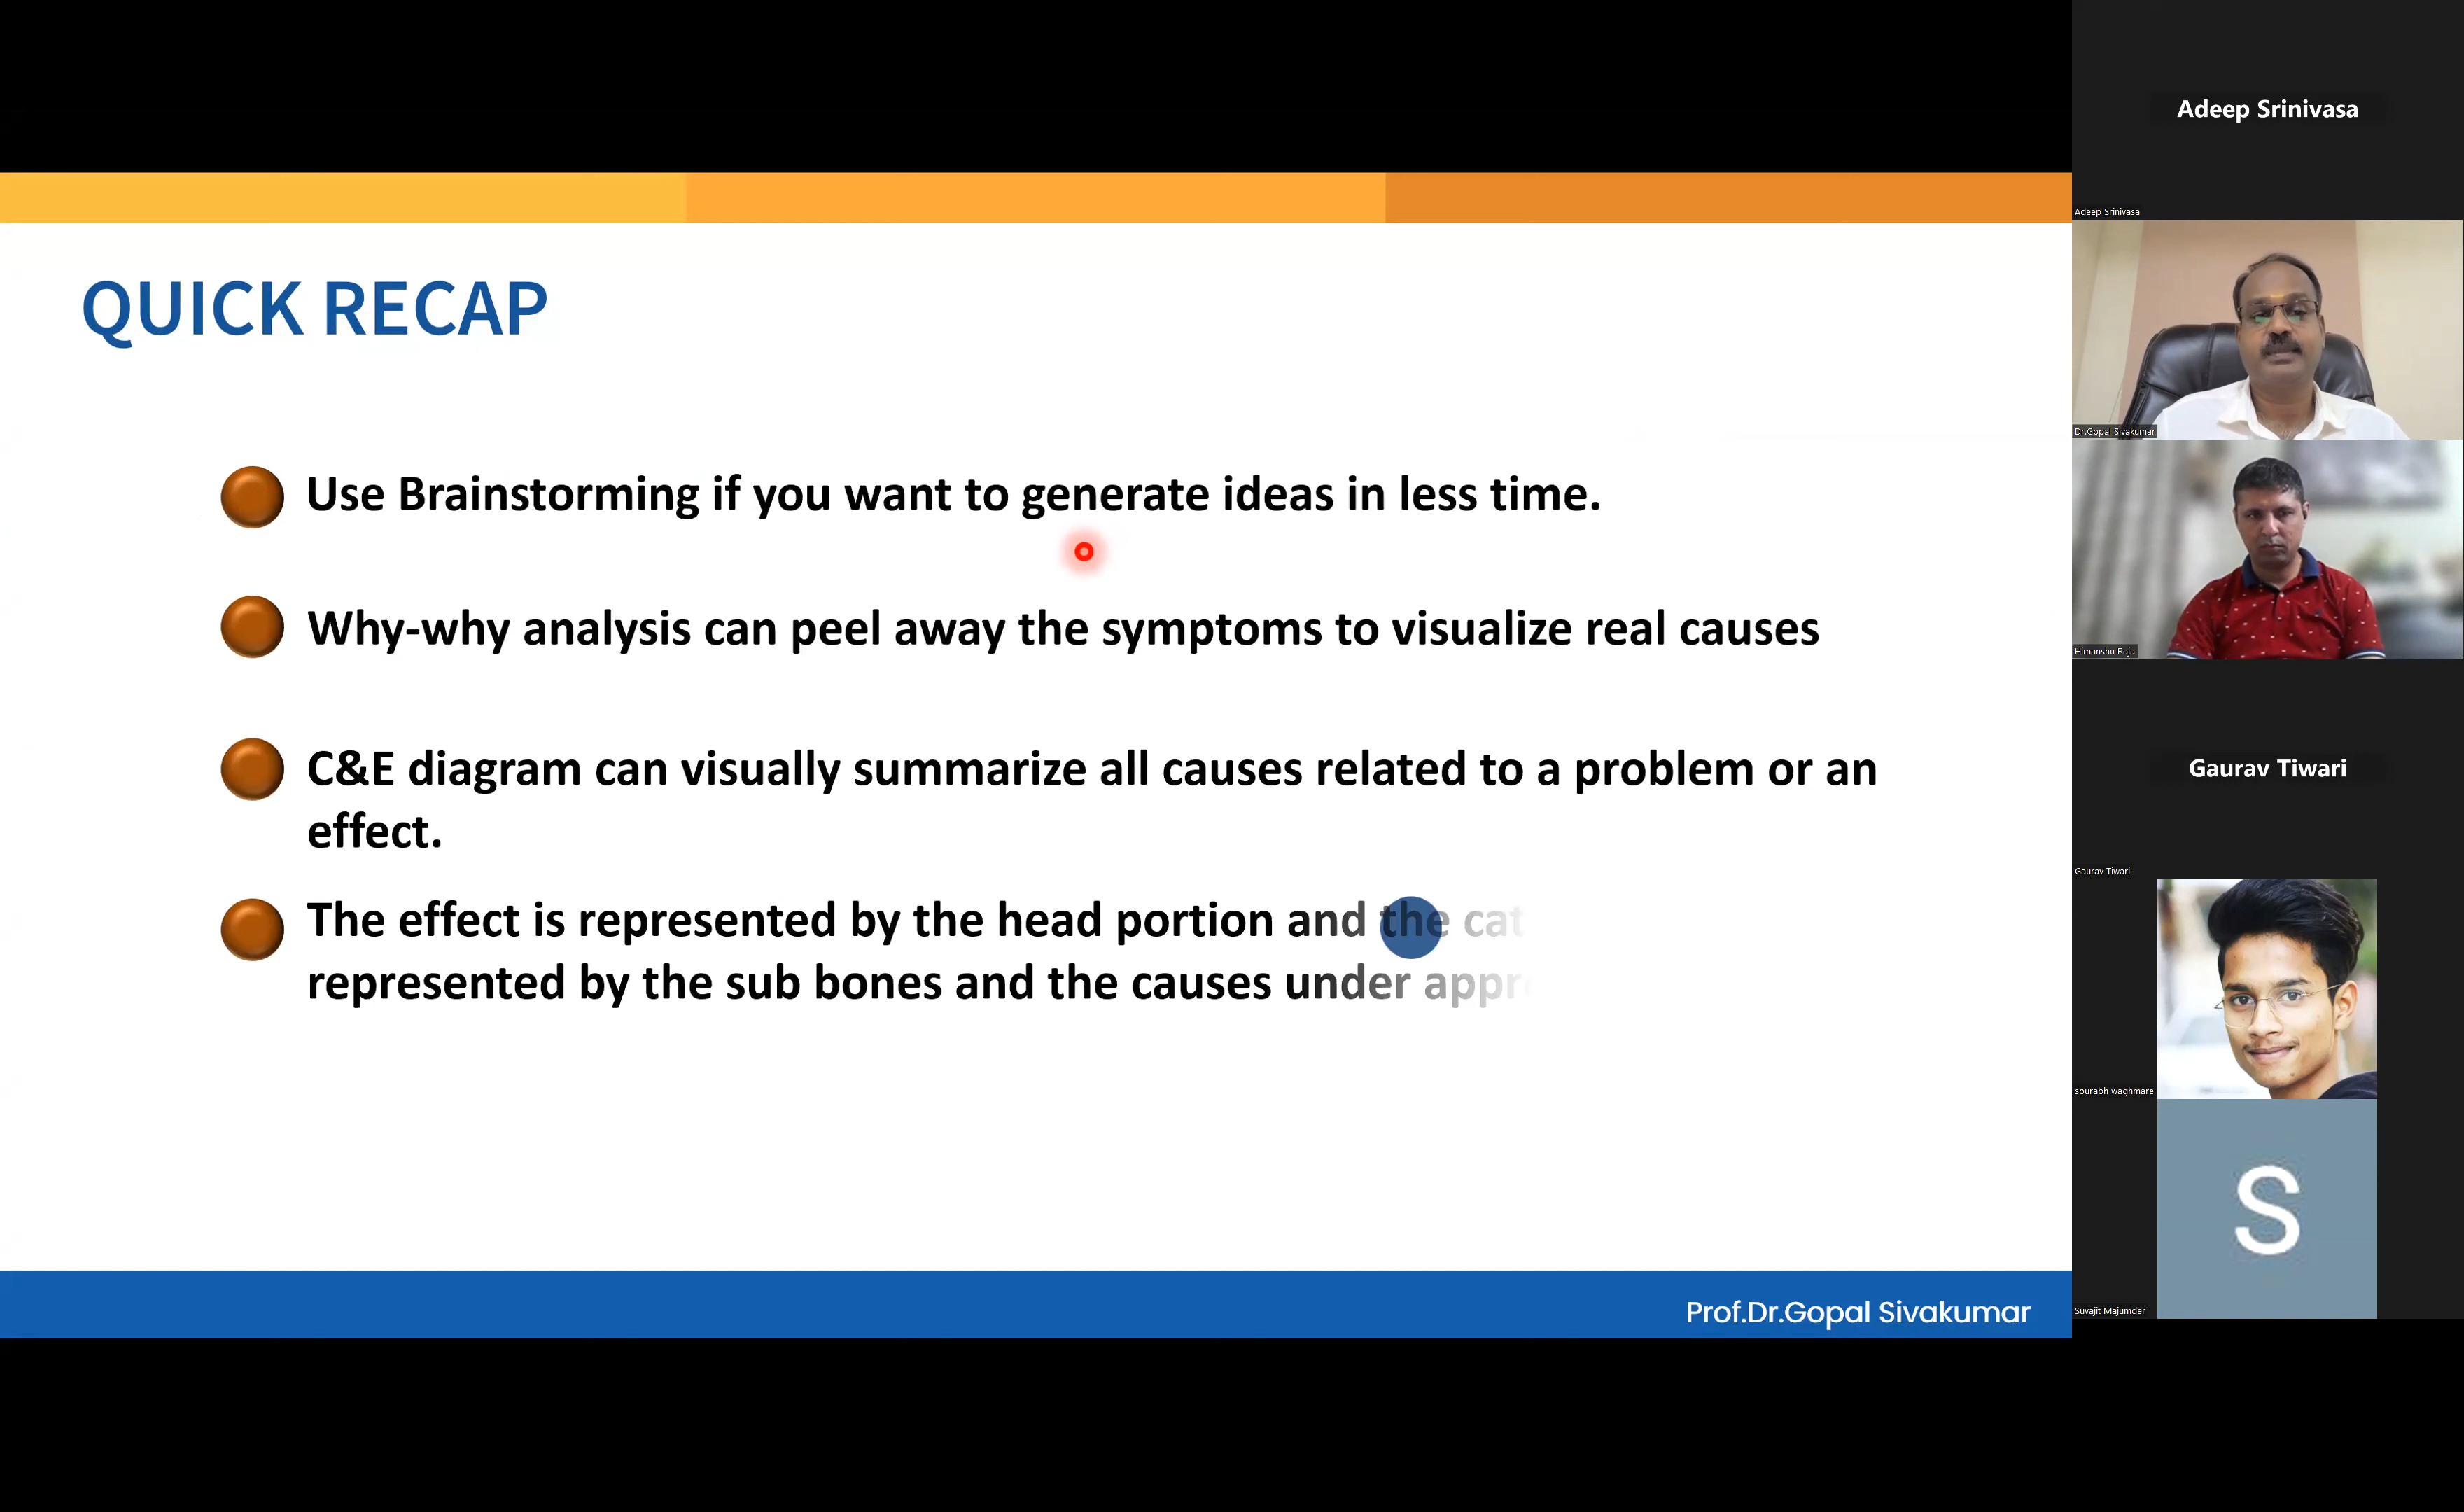 QUICK RECAP
Use Brainstorming if you want to generate ideas in less time.
Why-why analysis can peel away the symptoms to visualize real causes
C&E diagram can visually summarize all causes related to a problem or an
effect.
The effect is represented by the head portion and the
represented by the sub bones and the causes under
Prof.Dr.Gopal Sivakumar
Adeep Srinivasa
Adeep Srinivasa
Dr.Gopal Sivakumar
Himanshu Raja
Gaurav Tiwari
Gaurav Tiwari
sourabh waghmare
S
Suvajit Majumder